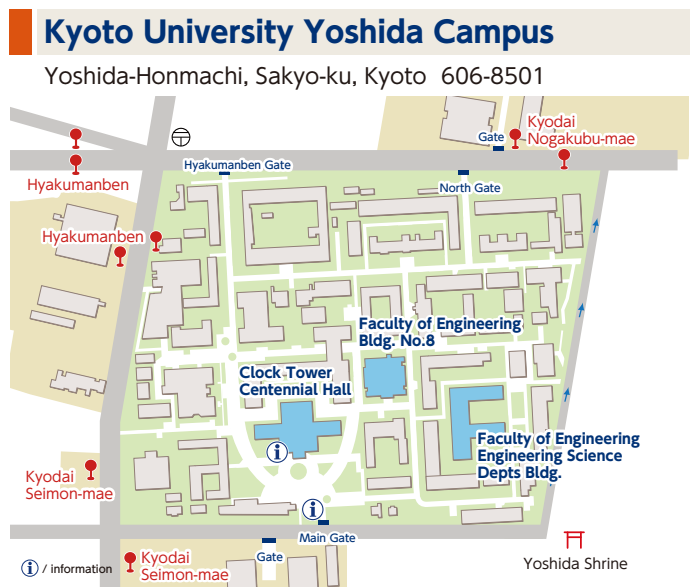 Kyoto University Yoshida Campus
Yoshida-Honmachi, Sakyo-ku, Kyoto 606-8501
Kyodai
Nogakubu-mae
Gate
Hyakumanben Gate
North Gate
Hyakumanben
Hyakumanben
Faculty of Engineering
Bldg. No.8
Clock Tower
Centennial Hall
Faculty of Engineering
Engineering Science
Depts Bldg.
i
Kyodai
Seimon-mae
i
Main Gate
Gate
Kyodai
Seimon-mae
i / information
Yoshida Shrine